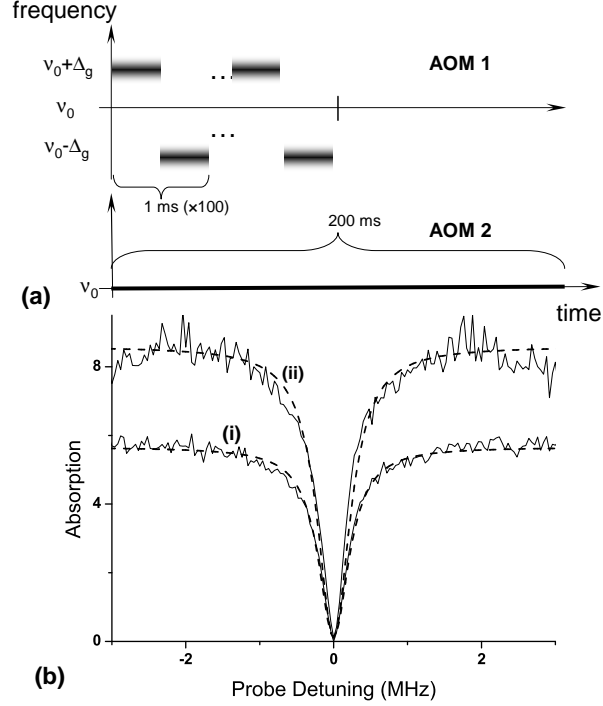 frequency
ν₀+Δg
AOM 1
...
ν₀
...
ν₀-Δg
1 ms (×100)
200 ms
AOM 2
(a)
ν₀
time
8
(ii)
(i)
Absorption
4
0
-2
0
2
(b)
Probe Detuning (MHz)